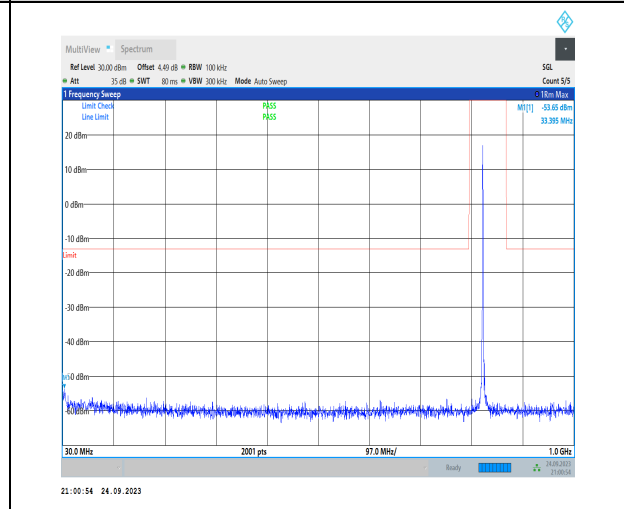 MultiView Spectrum
Ref Level 30.00 dBm Offset 4.49 dB RBW 100 kHz SGL
Att 35 dB SWT 80 ms VBW 300 kHz Mode Auto Sweep Count 5/5
1 Frequency Sweep 1Rm Max
Limit Check PASS M1[1] -53.65 dBm
Line Limit PASS 33.395 MHz
20 dBm
10 dBm
0 dBm
-10 dBm
Limit
-20 dBm
-30 dBm
-40 dBm
dBm
-60 dBm
30.0 MHz 2001 pts 97.0 MHz/ 1.0 GHz
Ready 24.09.2023
21:00:54
21:00:54 24.09.2023